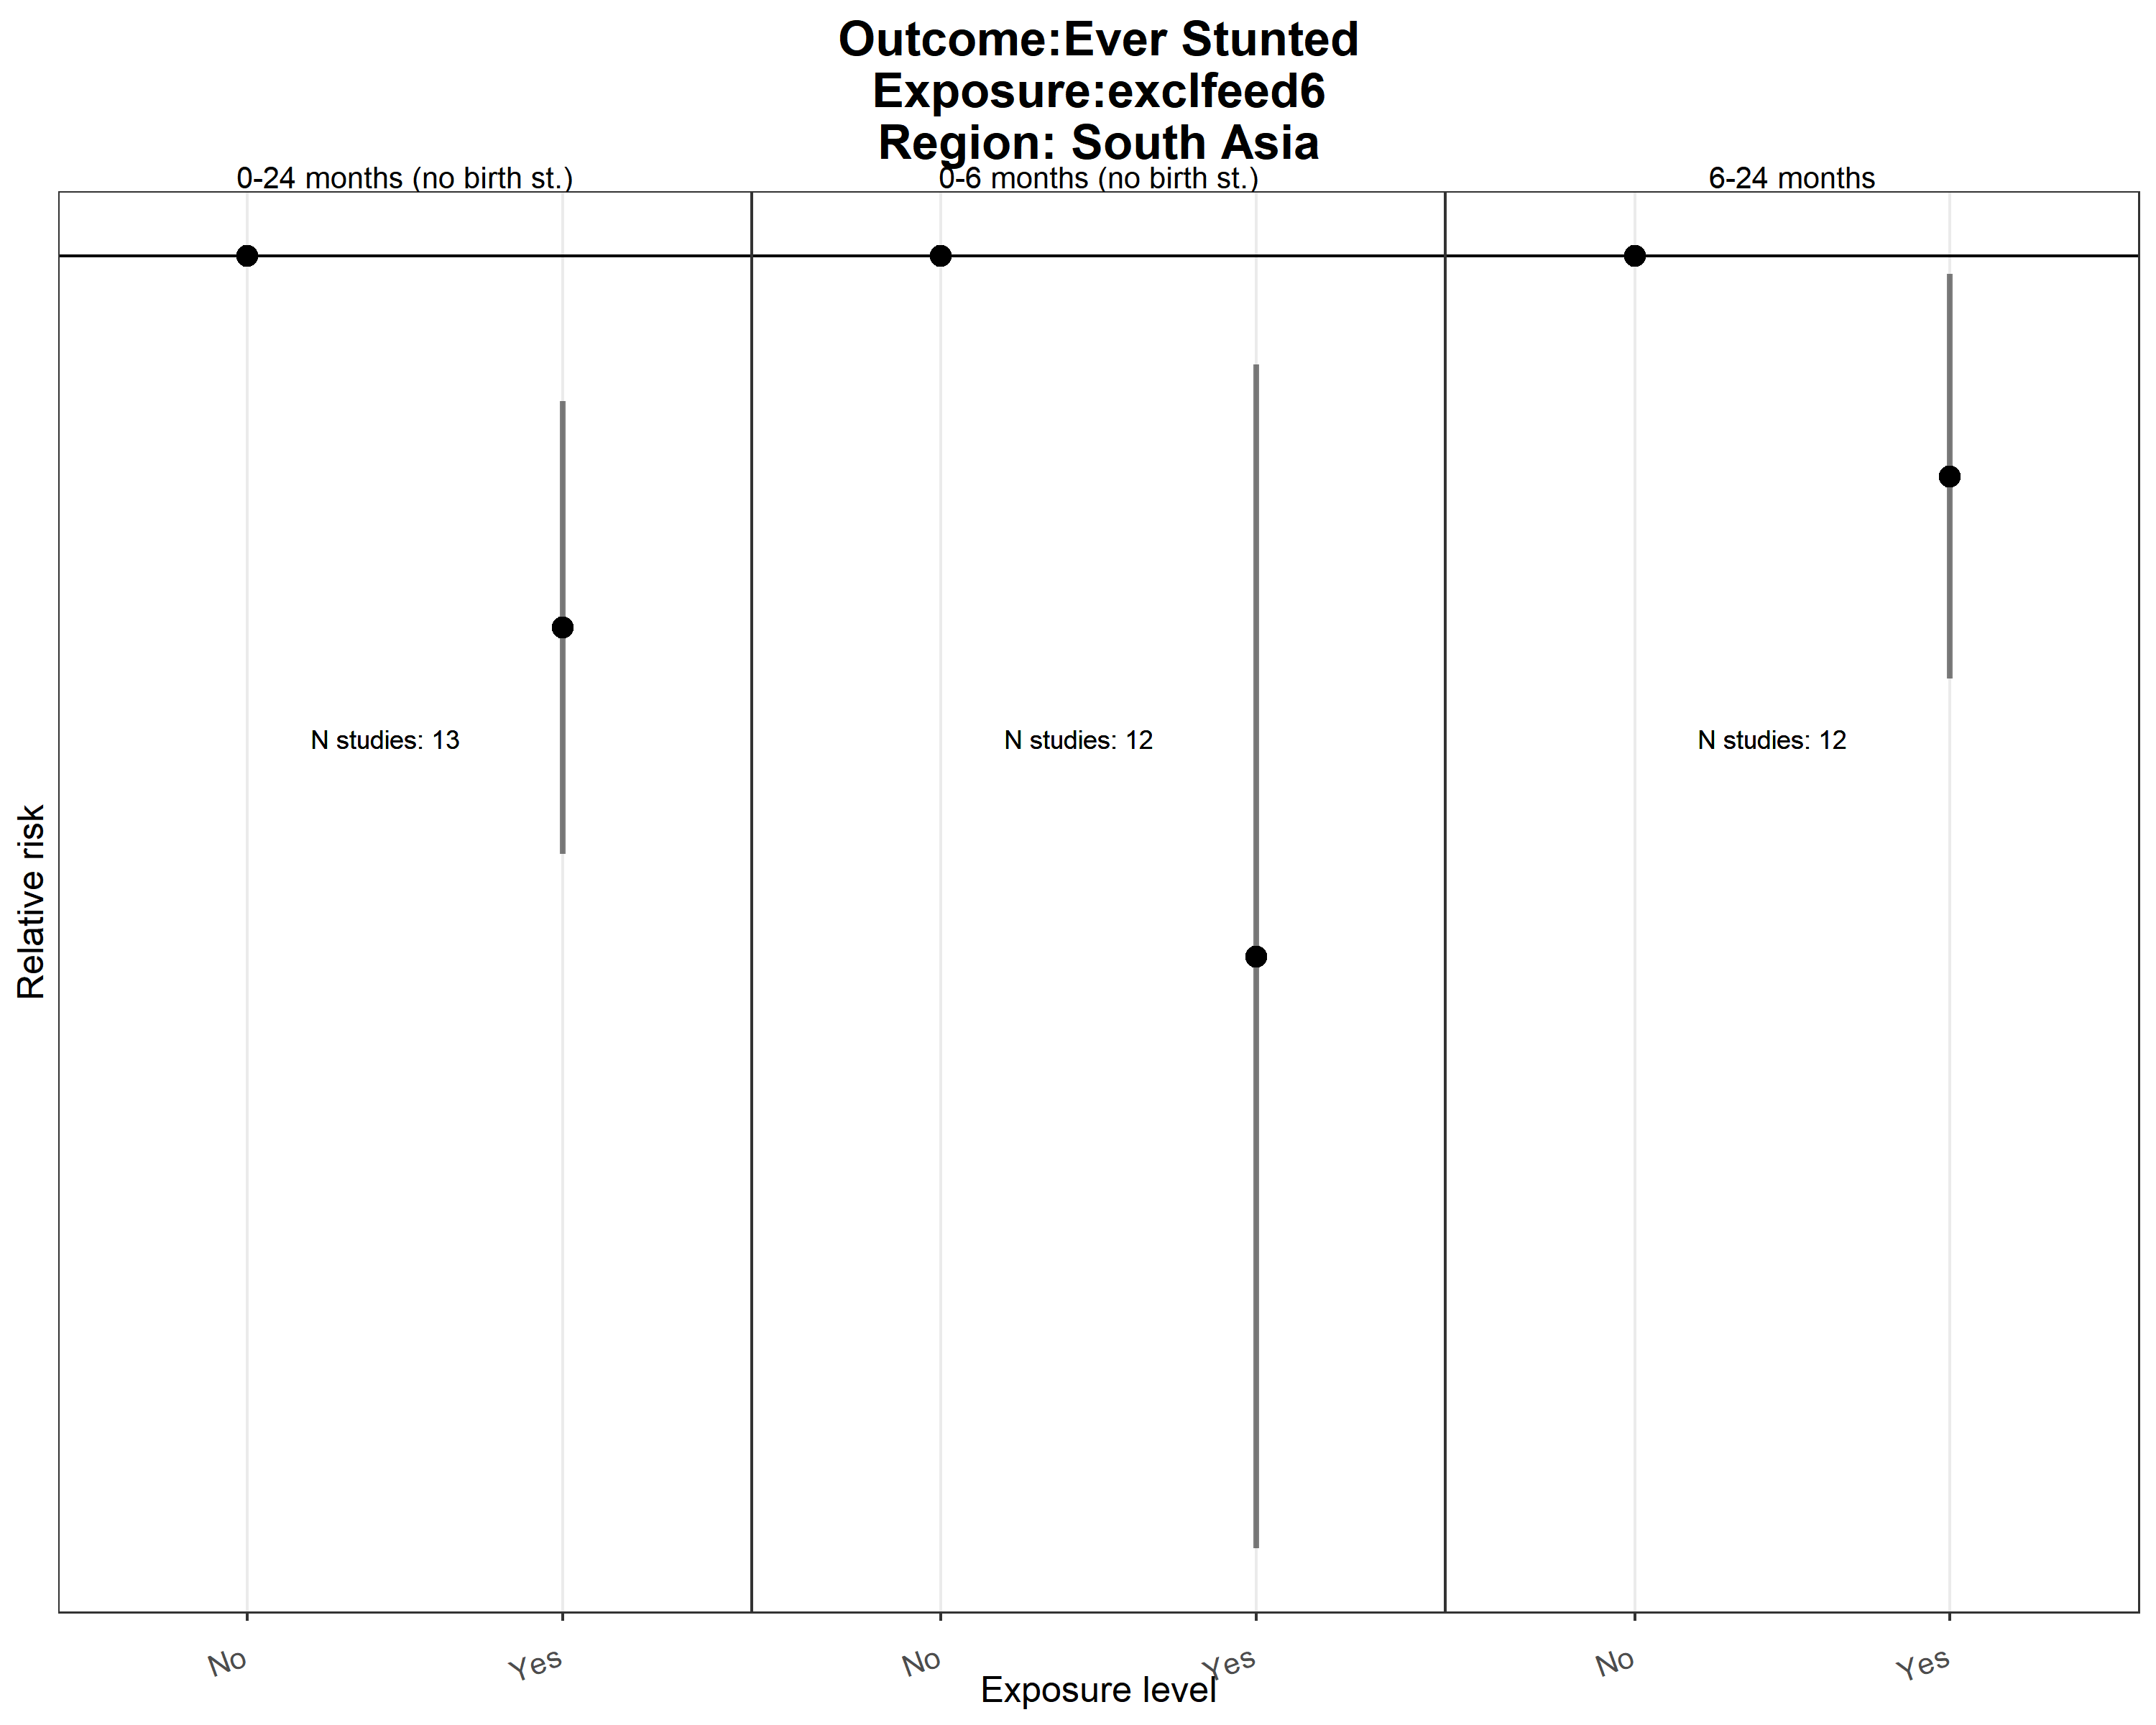 Outcome:Ever Stunted
Exposure:exclfeed6
Region: South Asia
0-24 months (no birth st.)
0-6 months (no birth st.)
6-24 months
N studies: 13
N studies: 12
N studies: 12
Relative risk
No
Yes
No
Yes
No
Yes
Exposure level